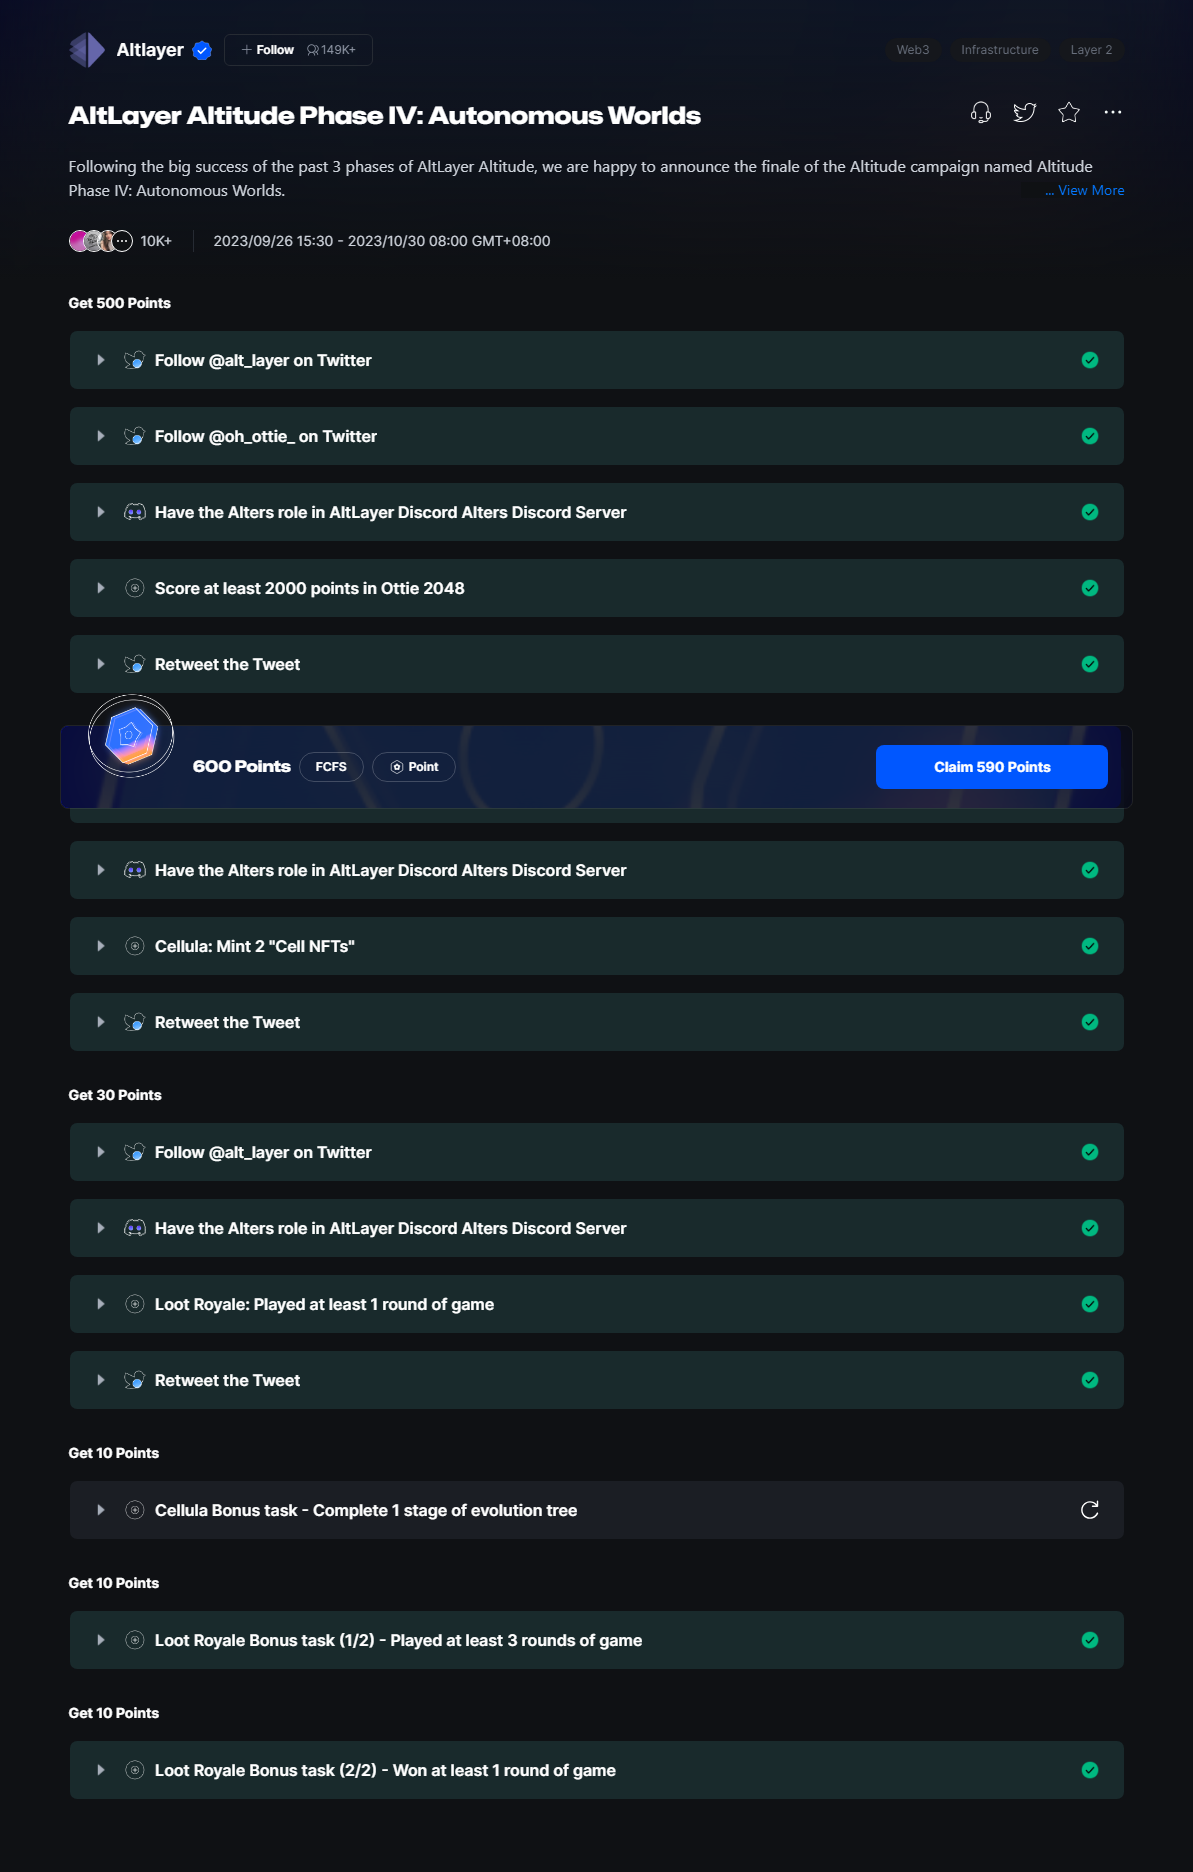 Altlayer
+ Follow 149K+
Web3 Infrastructure Layer 2
AltLayer Altitude Phase IV: Autonomous Worlds
Following the big success of the past 3 phases of AltLayer Altitude, we are happy to announce the finale of the Altitude campaign named Altitude
Phase IV: Autonomous Worlds.
... View More
10K+ 2023/09/26 15:30 - 2023/10/30 08:00 GMT+08:00
Get 500 Points
Follow @alt_layer on Twitter
Follow @oh_ottie_ on Twitter
Have the Alters role in AltLayer Discord Alters Discord Server
Score at least 2000 points in Ottie 2048
Retweet the Tweet
600 Points FCFS Point Claim 590 Points
Have the Alters role in AltLayer Discord Alters Discord Server
Cellula: Mint 2 "Cell NFTs"
Retweet the Tweet
Get 30 Points
Follow @alt_layer on Twitter
Have the Alters role in AltLayer Discord Alters Discord Server
Loot Royale: Played at least 1 round of game
Retweet the Tweet
Get 10 Points
Cellula Bonus task - Complete 1 stage of evolution tree
Get 10 Points
Loot Royale Bonus task (1/2) - Played at least 3 rounds of game
Get 10 Points
Loot Royale Bonus task (2/2) - Won at least 1 round of game